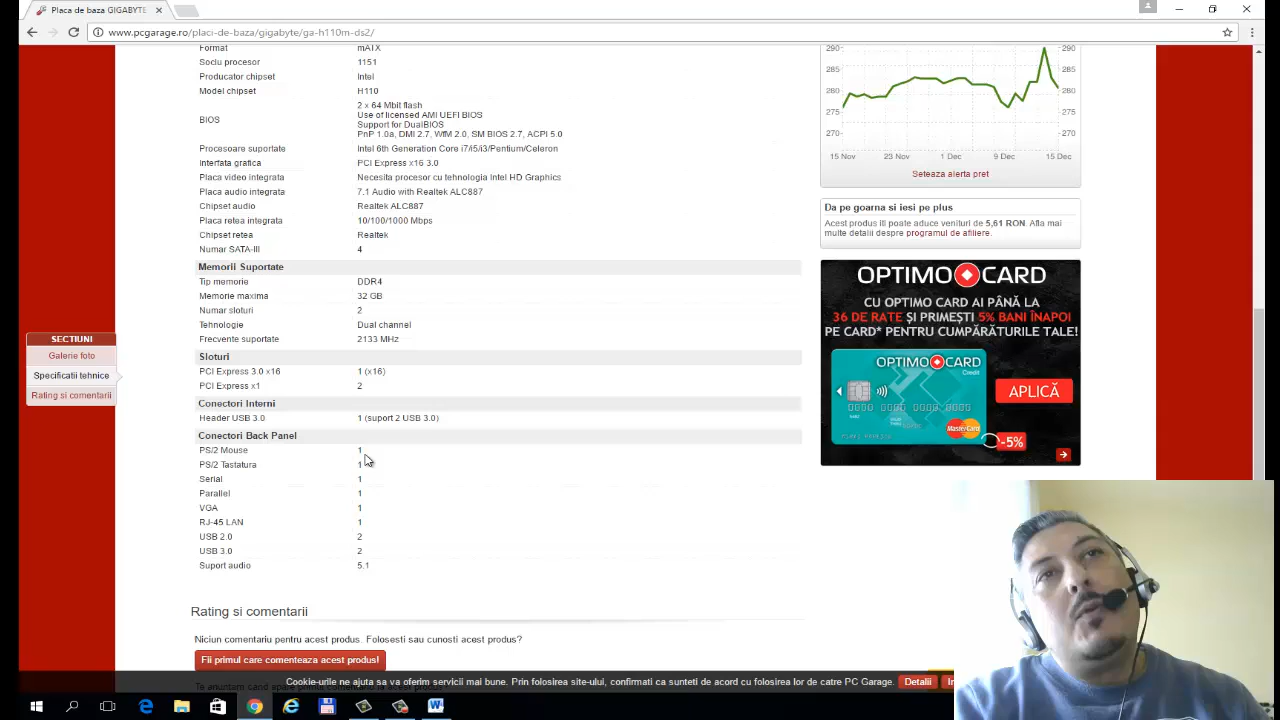 Placa de baza GIGABYTE
www.pcgarage.ro/placi-de-baza/gigabyte/ga-h110m-ds2/
Format mATX
Soclu procesor 1151
Producator chipset Intel
Model chipset H110
BIOS
2 x 64 Mbit flash
Use of licensed AMI UEFI BIOS
Support for DualBIOS
PnP 1.0a, DMI 2.7, WfM 2.0, SM BIOS 2.7, ACPI 5.0
Procesoare suportate Intel 6th Generation Core i7/i5/i3/Pentium/Celeron
Interfata grafica PCI Express x16 3.0
Placa video integrata Necesita procesor cu tehnologia Intel HD Graphics
Placa audio integrata 7.1 Audio with Realtek ALC887
Chipset audio Realtek ALC887
Placa retea integrata 10/100/1000 Mbps
Chipset retea Realtek
Numar SATA-III 4
Memorii Suportate
Tip memorie DDR4
Memorie maxima 32 GB
Numar sloturi 2
Tehnologie Dual channel
Frecvente suportate 2133 MHz
Sloturi
PCI Express 3.0 x16 1 (x16)
PCI Express x1 2
Conectori Interni
Header USB 3.0 1 (suport 2 USB 3.0)
Conectori Back Panel
PS/2 Mouse 1
PS/2 Tastatura 1
Serial 1
Parallel 1
VGA 1
RJ-45 LAN 1
USB 2.0 2
USB 3.0 2
Suport audio 5.1
Rating si comentarii
Niciun comentariu pentru acest produs. Folosesti sau cunosti acest produs?
Fii primul care comenteaza acest produs!
Te anuntam cand apare primul comentariu la acest produs
SECTIUNI
Galerie foto
Specificatii tehnice
Rating si comentarii
290 290
285 285
280 280
275 275
270 270
15 Nov 23 Nov 1 Dec 9 Dec 15 Dec
Seteaza alerta pret
Da pe goarna si iesi pe plus
Acest produs iti poate aduce venituri de 5,61 RON. Afla mai
multe detalii despre programul de afiliere.
OPTIMO CARD
CU OPTIMO CARD AI PÂNĂ LA
36 DE RATE ȘI PRIMEȘTI 5% BANI ÎNAPOI
PE CARD* PENTRU CUMPĂRĂTURILE TALE!
OPTIMO CARD
Credit
MasterCard
APLICĂ
-5%
Cookie-urile ne ajuta sa va oferim servicii mai bune. Prin folosirea site-ului, confirmati ca sunteti de acord cu folosirea lor de catre PC Garage.
Detalii